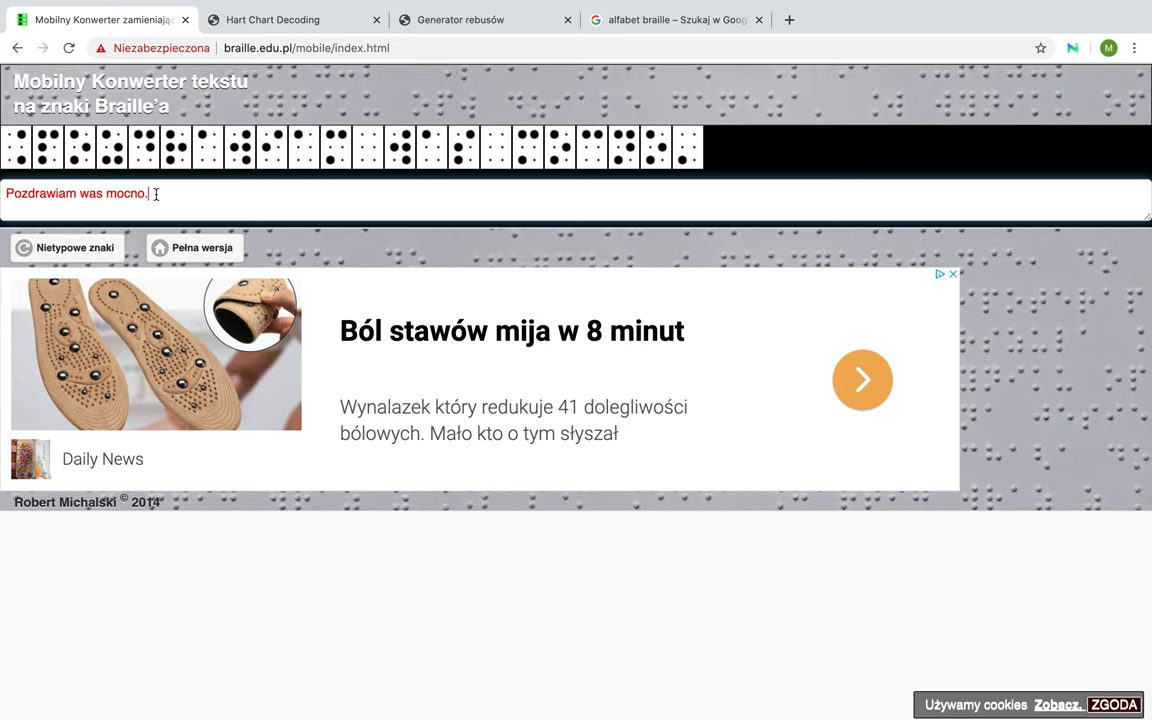 Mobilny Konwerter zamieniając
Hart Chart Decoding
Generator rebusów
alfabet braille – Szukaj w Goog
Niezabezpieczona
braille.edu.pl/mobile/index.html
M
Mobilny Konwerter tekstu
na znaki Braille'a
Pozdrawiam was mocno.
Nietypowe znaki
Pełna wersja
Ból stawów mija w 8 minut
Wynalazek który redukuje 41 dolegliwości
bólowych. Mało kto o tym słyszał
Daily News
Robert Michalski © 2014
Używamy cookies Zobacz. ZGODA